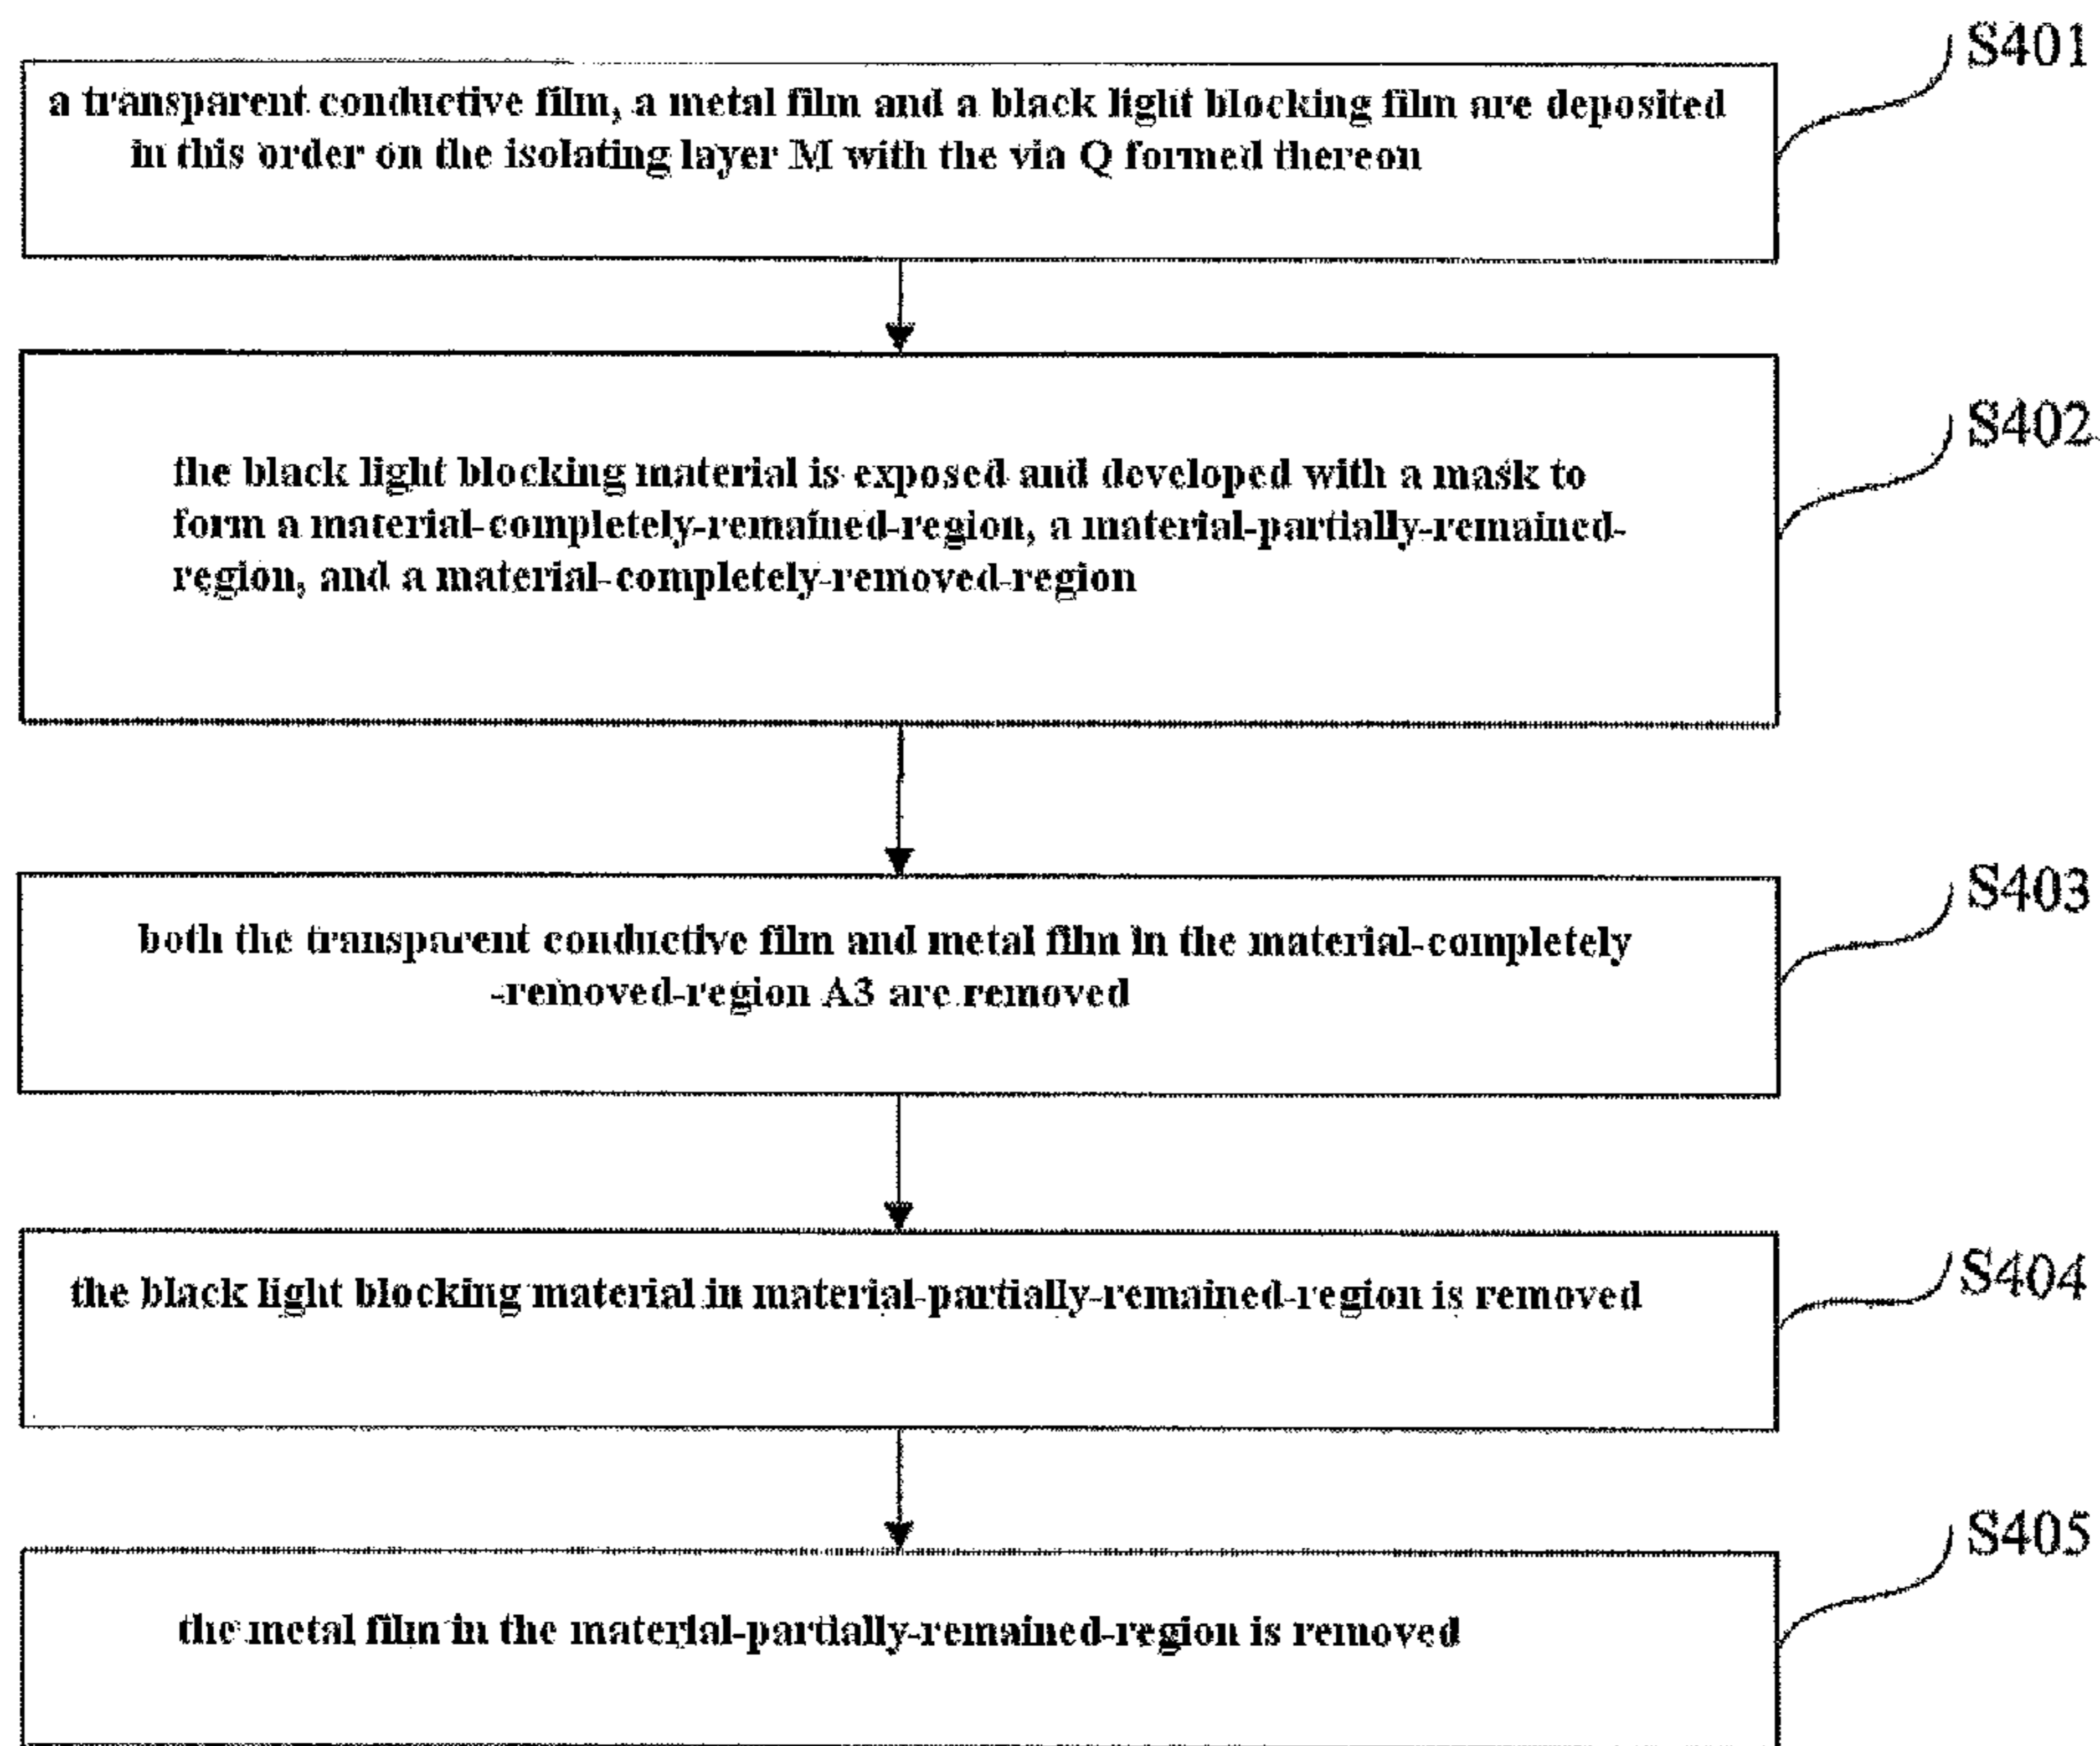 S401
a transparent conductive film, a metal film and a black light blocking film are deposited
in this order on the isolating layer M with the via Q formed thereon
S402
the black light blocking material is exposed and developed with a mask to
form a material-completely-remained-region, a material-partially-remained-
region, and a material-completely-removed-region
S403
both the transparent conductive film and metal film in the material-completely
-removed-region A3 are removed
S404
the black light blocking material in material-partially-remained-region is removed
S405
the metal film in the material-partially-remained-region is removed